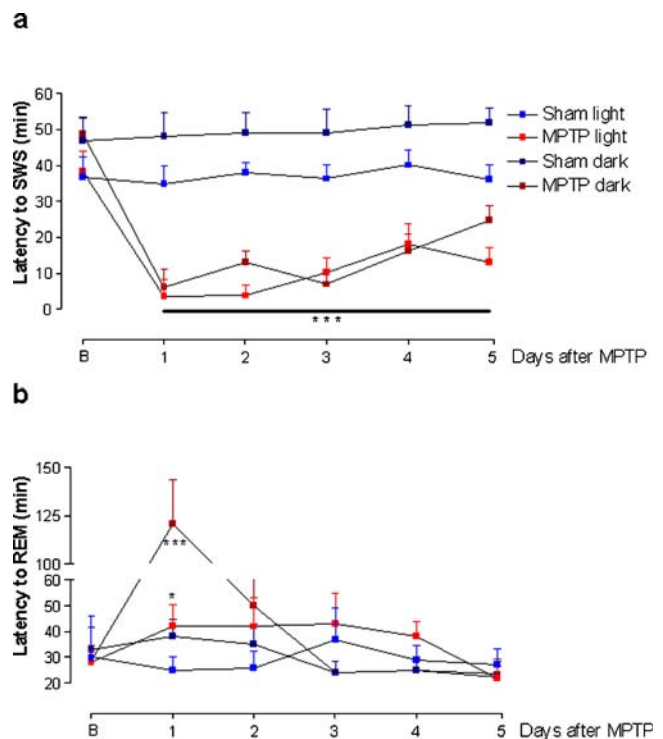 a
Latency to SWS (min)
60
50
40
30
20
10
0
Sham light
MPTP light
Sham dark
MPTP dark
***
B 1 2 3 4 5 Days after MPTP
b
Latency to REM (min)
150
125
100
60
50
40
30
20
***
*
B 1 2 3 4 5 Days after MPTP